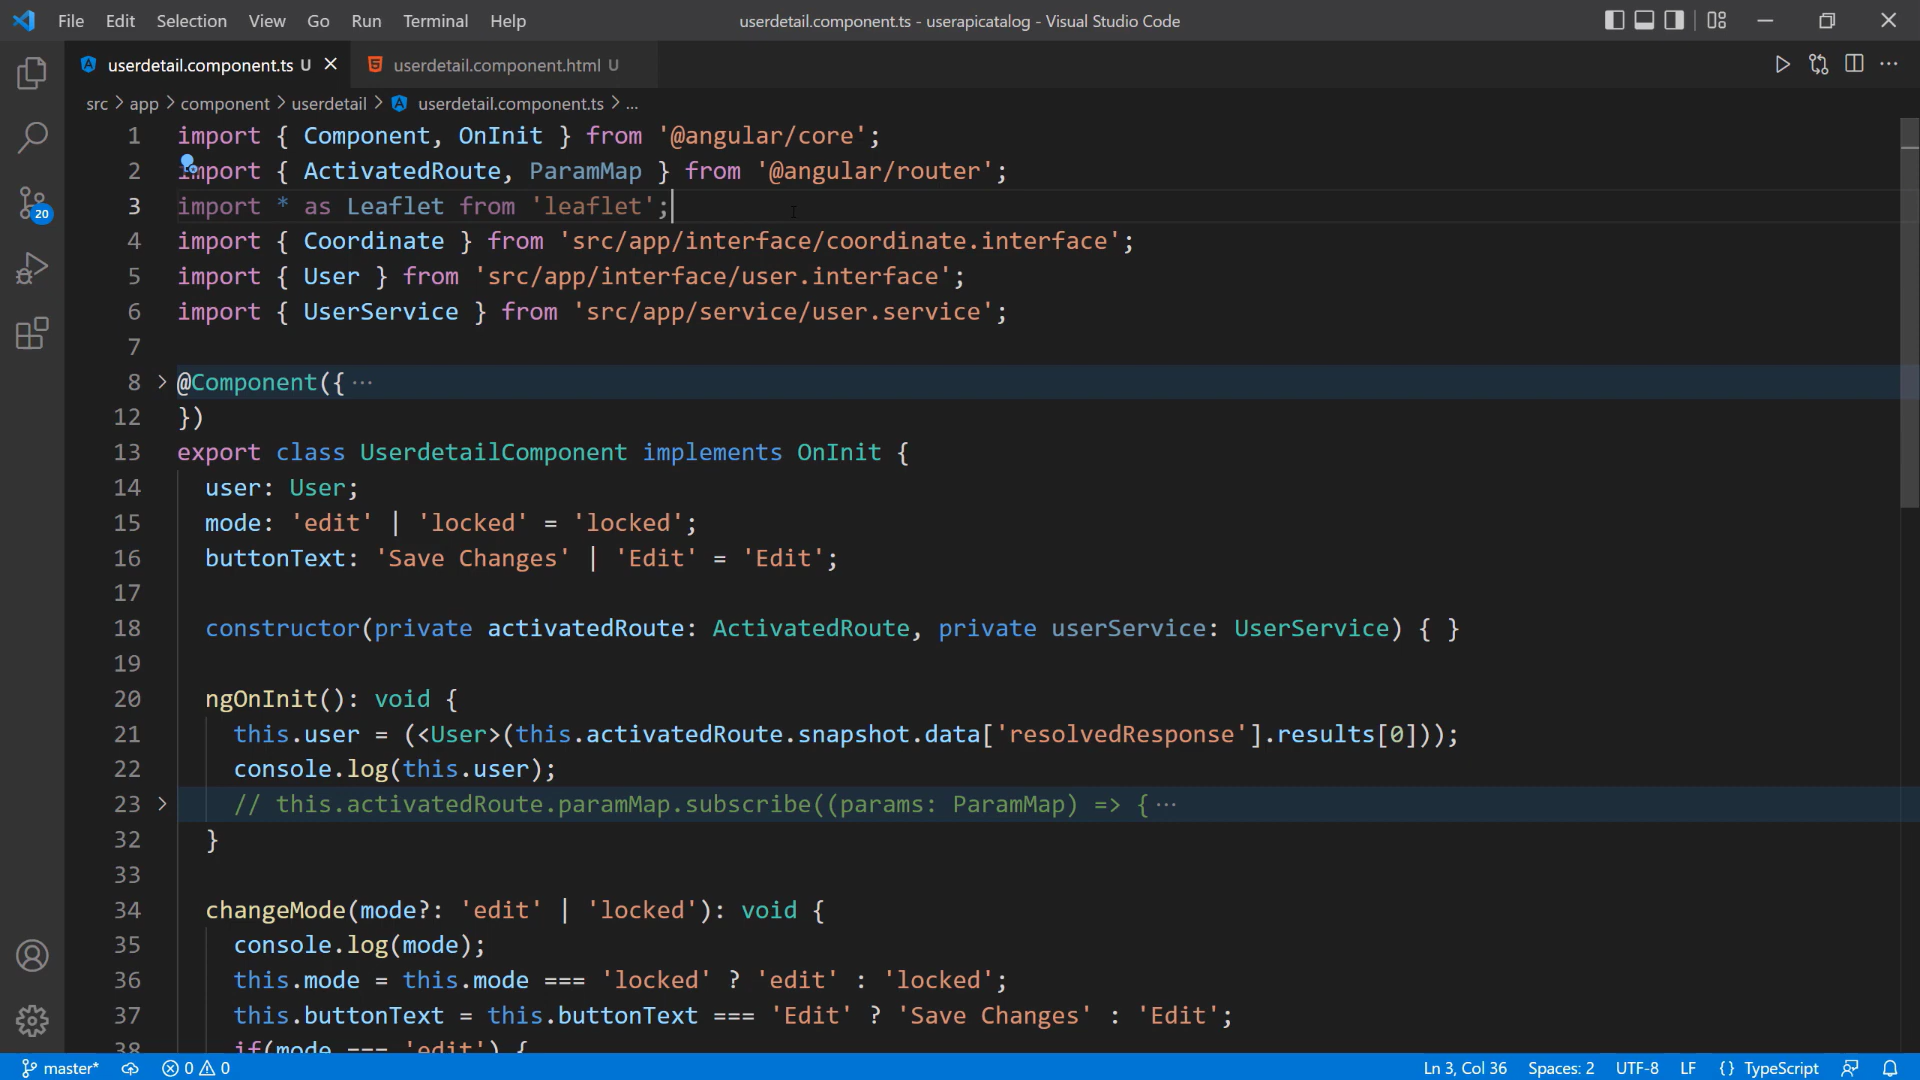 File Edit Selection View Go Run Terminal Help
userdetail.component.ts - userapicatalog - Visual Studio Code
userdetail.component.ts U
userdetail.component.html U
src > app > component > userdetail > userdetail.component.ts > ...
20
1 import { Component, OnInit } from '@angular/core';
2 import { ActivatedRoute, ParamMap } from '@angular/router';
3 import * as Leaflet from 'leaflet';
4 import { Coordinate } from 'src/app/interface/coordinate.interface';
5 import { User } from 'src/app/interface/user.interface';
6 import { UserService } from 'src/app/service/user.service';
7
8 > @Component({ ···
12 })
13 export class UserdetailComponent implements OnInit {
14 user: User;
15 mode: 'edit' | 'locked' = 'locked';
16 buttonText: 'Save Changes' | 'Edit' = 'Edit';
17
18 constructor(private activatedRoute: ActivatedRoute, private userService: UserService) { }
19
20 ngOnInit(): void {
21 this.user = (<User>(this.activatedRoute.snapshot.data['resolvedResponse'].results[0]));
22 console.log(this.user);
23 > // this.activatedRoute.paramMap.subscribe((params: ParamMap) => { ···
32 }
33
34 changeMode(mode?: 'edit' | 'locked'): void {
35 console.log(mode);
36 this.mode = this.mode === 'locked' ? 'edit' : 'locked';
37 this.buttonText = this.buttonText === 'Edit' ? 'Save Changes' : 'Edit';
38 if(mode === 'edit') {
master* 0 0 Ln 3, Col 36 Spaces: 2 UTF-8 LF {} TypeScript